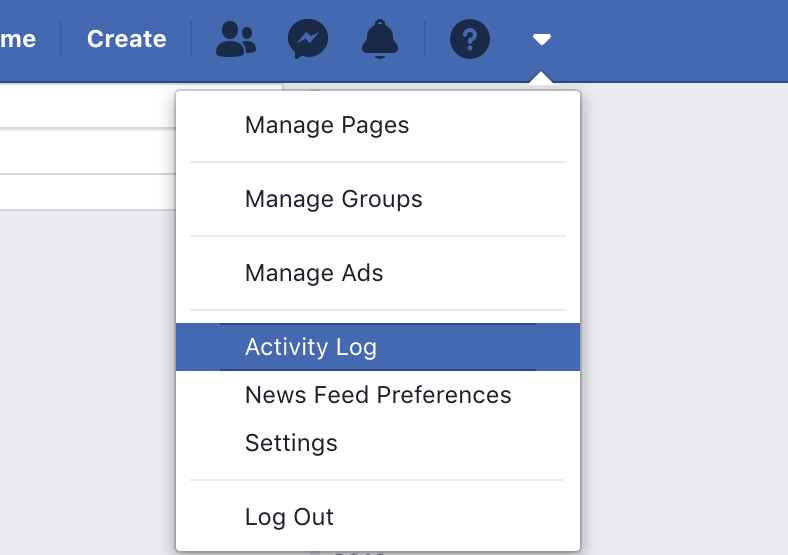 me Create
Manage Pages
Manage Groups
Manage Ads
Activity Log
News Feed Preferences
Settings
Log Out